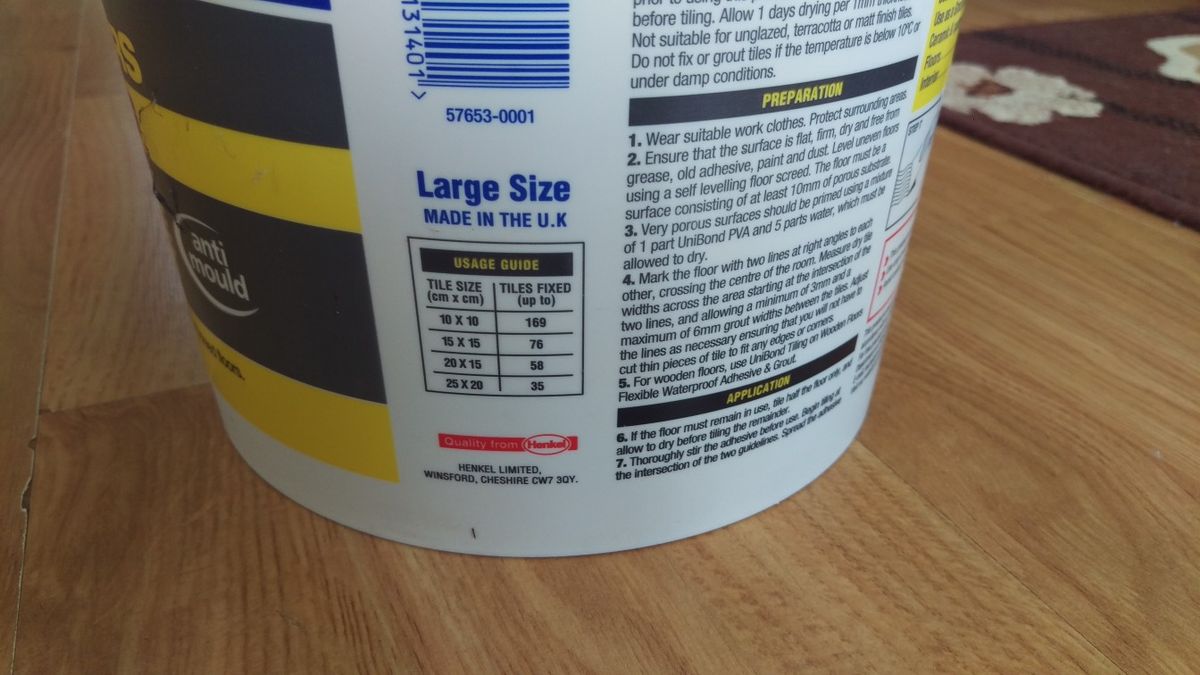 RS
131401>
57653-0001
Large Size
MADE IN THE U.K
USAGE GUIDE
TILE SIZE TILES FIXED
(cm x cm) (up to)
10 X 10 169
15 X 15 76
20 X 15 58
25 X 20 35
Quality from Henkel
HENKEL LIMITED,
WINSFORD, CHESHIRE CW7 3QY.
anti
mould
floors.
before tiling. Allow 1 days drying per 1mm
Not suitable for unglazed, terracotta or matt finish tiles.
Do not fix or grout tiles if the temperature is below 10°C or
under damp conditions.
PREPARATION
1. Wear suitable work clothes. Protect surrounding areas.
2. Ensure that the surface is flat, firm, dry and free from
grease, old adhesive, paint and dust. Level uneven floors
using a self levelling floor screed. The floor must be a
surface consisting of at least 10mm of porous substrate.
3. Very porous surfaces should be primed using a mixture
of 1 part UniBond PVA and 5 parts water, which must be
allowed to dry.
4. Mark the floor with two lines at right angles to each
other, crossing the centre of the room. Measure dry tile
widths across the area starting at the intersection of the
two lines, and allowing a minimum of 3mm and a
maximum of 6mm grout widths between the tiles. Adjust
the lines as necessary ensuring that you will not have to
cut thin pieces of tile to fit any edges or corners.
5. For wooden floors, use UniBond Tiling on Wooden Floors
Flexible Waterproof Adhesive & Grout.
APPLICATION
6. If the floor must remain in use, tile half the floor only, and
allow to dry before tiling the remainder.
7. Thoroughly stir the adhesive before use. Begin tiling at
the intersection of the two guidelines. Spread the adhesive
Use as a
Ceramic
Floors
Interior
STEP 1